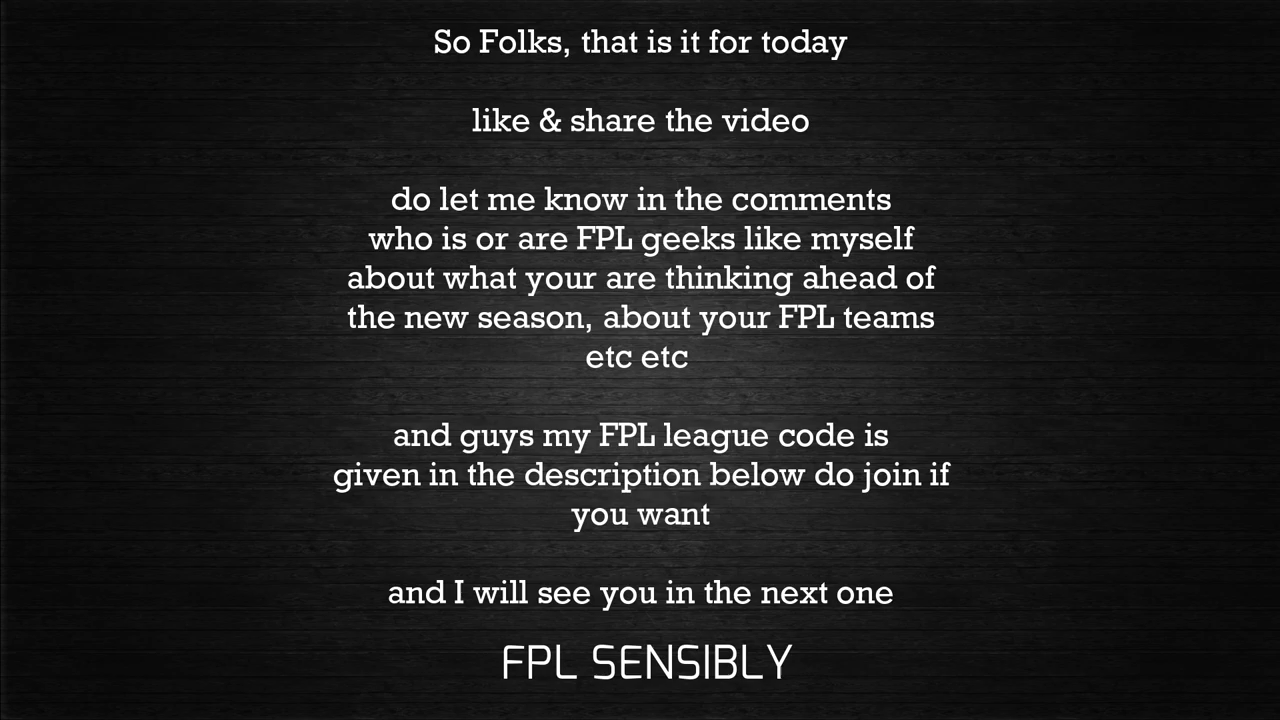 So Folks, that is it for today
like & share the video
do let me know in the comments
who is or are FPL geeks like myself
about what your are thinking ahead of
the new season, about your FPL teams
etc etc
and guys my FPL league code is
given in the description below do join if
you want
and I will see you in the next one
FPL SENSIBLY